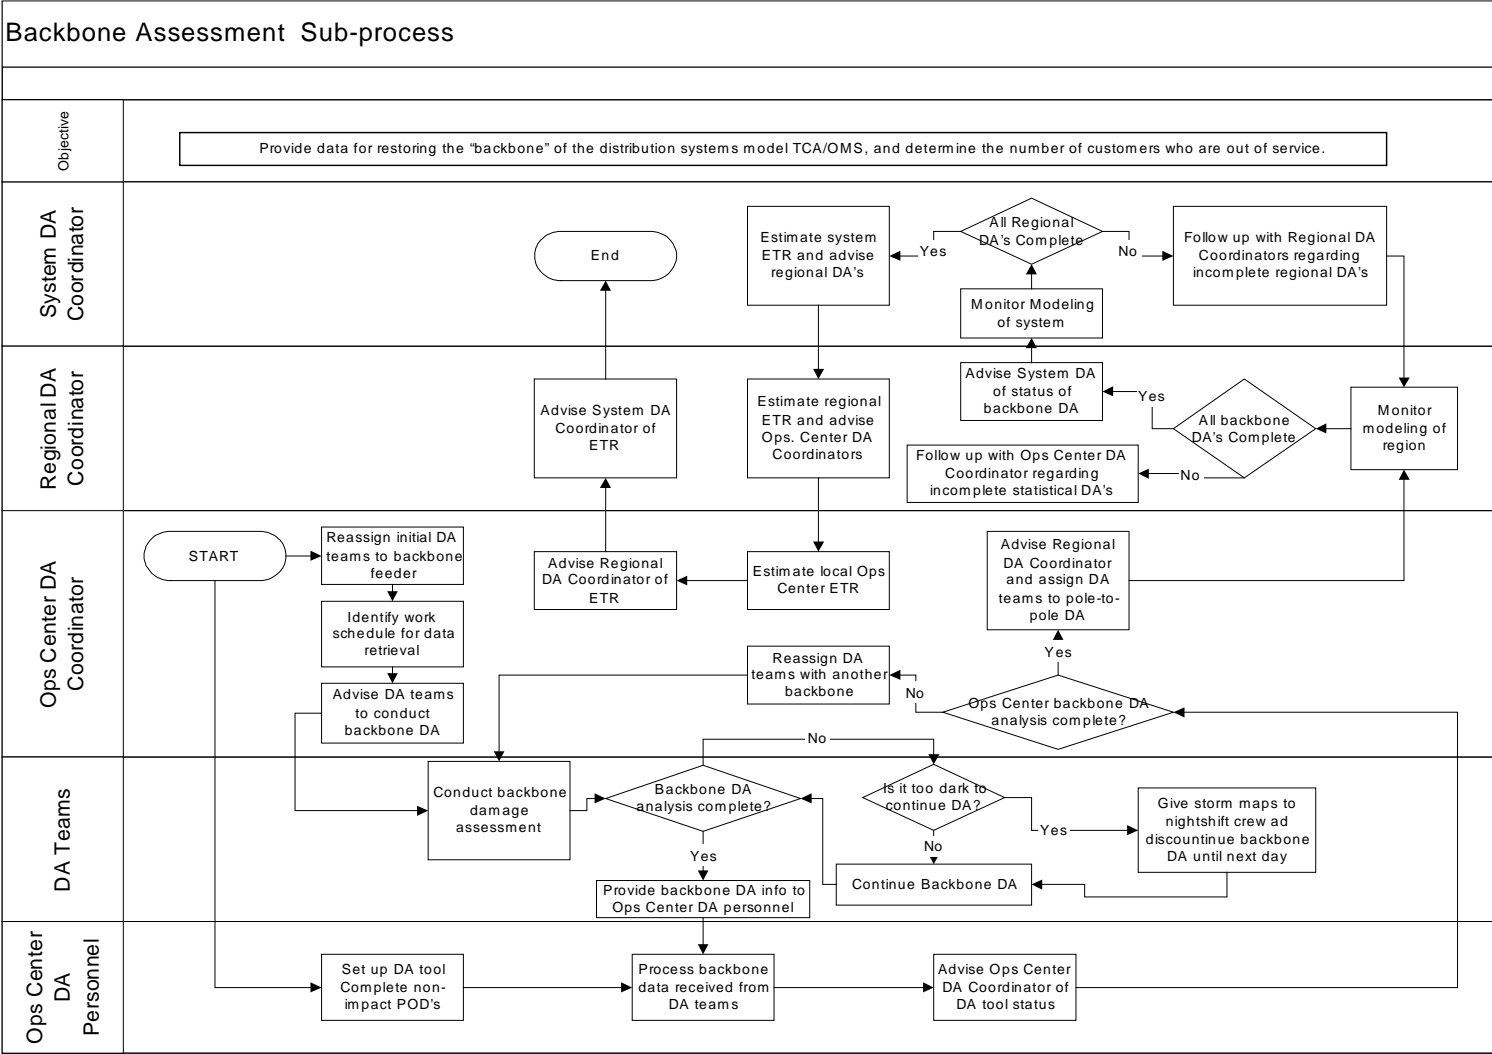 Backbone Assessment Sub-process
Objective
Provide data for restoring the “backbone” of the distribution systems model TCA/OMS, and determine the number of customers who are out of service.
System DA
Coordinator
End
Estimate system
ETR and advise
regional DA's
All Regional
DA's Complete
Yes
No
Follow up with Regional DA
Coordinators regarding
incomplete regional DA's
Monitor Modeling
of system
Regional DA
Coordinator
Advise System DA
Coordinator of
ETR
Estimate regional
ETR and advise
Ops. Center DA
Coordinators
Advise System DA
of status of
backbone DA
Yes
All backbone
DA's Complete
Monitor
modeling of
region
Follow up with Ops Center DA
Coordinator regarding
incomplete statistical DA's
No
Ops Center DA
Coordinator
START
Reassign initial DA
teams to backbone
feeder
Identify work
schedule for data
retrieval
Advise DA teams
to conduct
backbone DA
Advise Regional
DA Coordinator of
ETR
Estimate local Ops
Center ETR
Advise Regional
DA Coordinator
and assign DA
teams to pole-to-
pole DA
Yes
Reassign DA
teams with another
backbone
No
Ops Center backbone DA
analysis complete?
DA Teams
No
Conduct backbone
damage
assessment
Backbone DA
analysis complete?
Is it too dark to
continue DA?
Yes
Give storm maps to
nightshift crew ad
discontinue backbone
DA until next day
No
Yes
Continue Backbone DA
Provide backbone DA info to
Ops Center DA personnel
Ops Center
DA
Personnel
Set up DA tool
Complete non-
impact POD's
Process backbone
data received from
DA teams
Advise Ops Center
DA Coordinator of
DA tool status